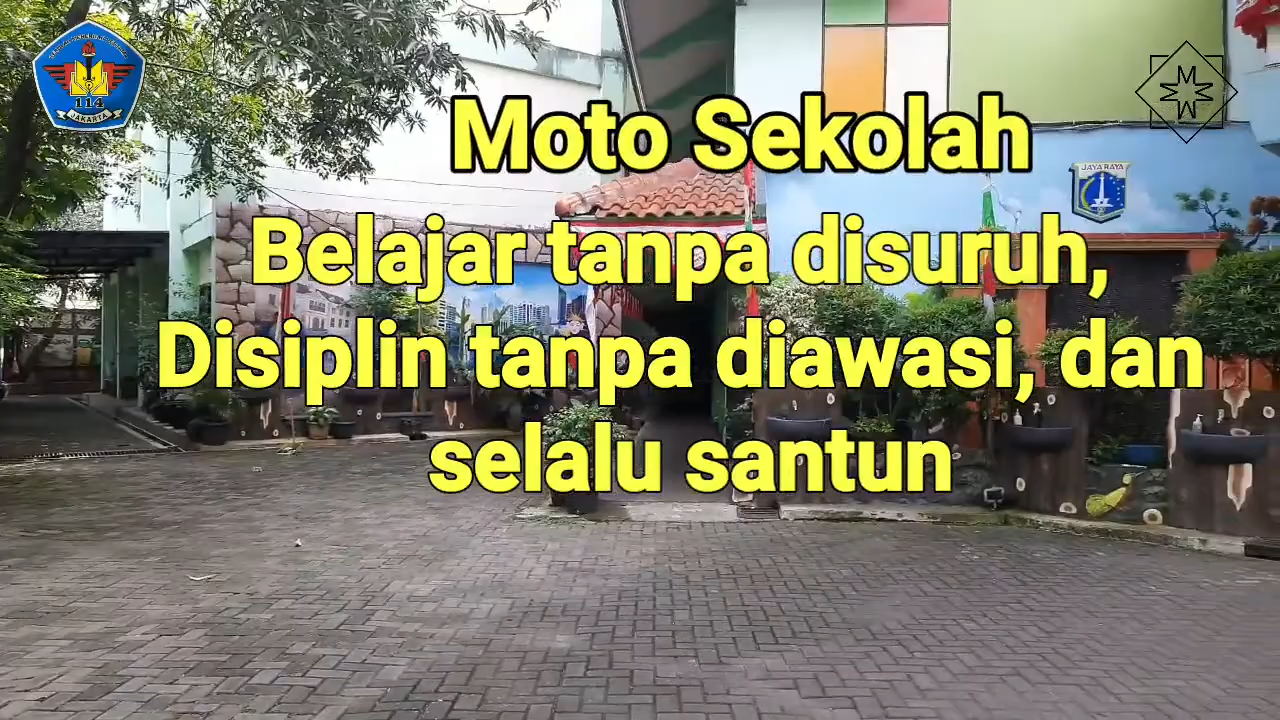 114
JAKARTA
M
M
JAYA RAYA
Moto Sekolah
Belajar tanpa disuruh,
Disiplin tanpa diawasi, dan
selalu santun